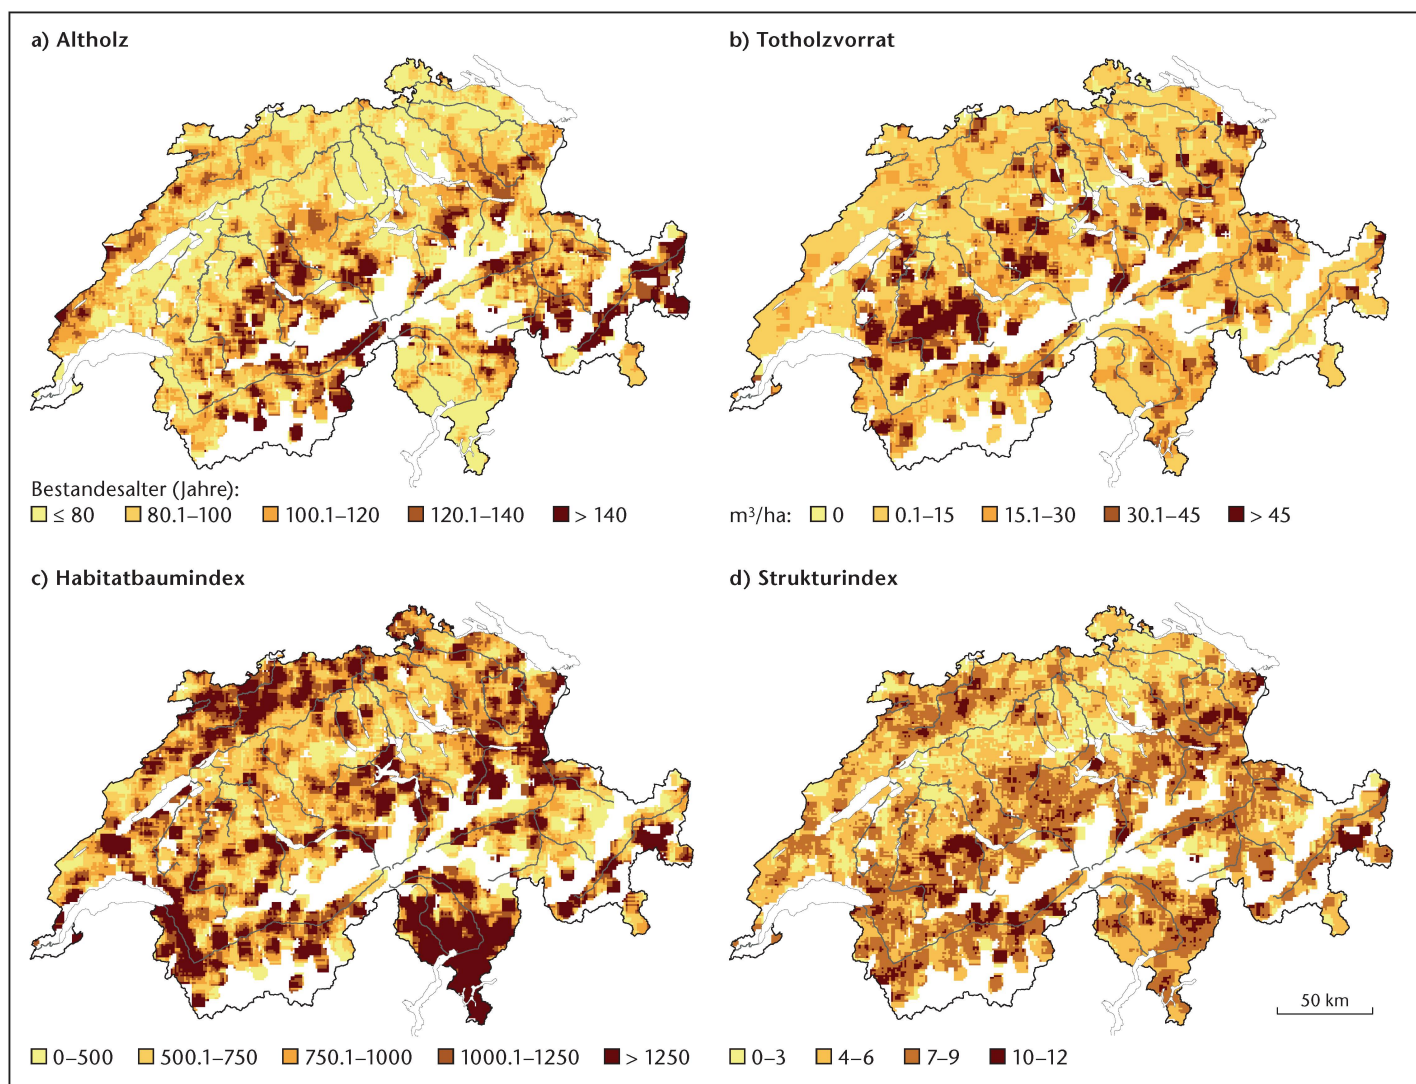 a) Altholz
b) Totholzvorrat
Bestandesalter (Jahre):
≤ 80 80.1–100 100.1–120 120.1–140 > 140
m³/ha: 0 0.1–15 15.1–30 30.1–45 > 45
c) Habitatbaumindex
d) Strukturindex
50 km
0–500 500.1–750 750.1–1000 1000.1–1250 > 1250
0–3 4–6 7–9 10–12